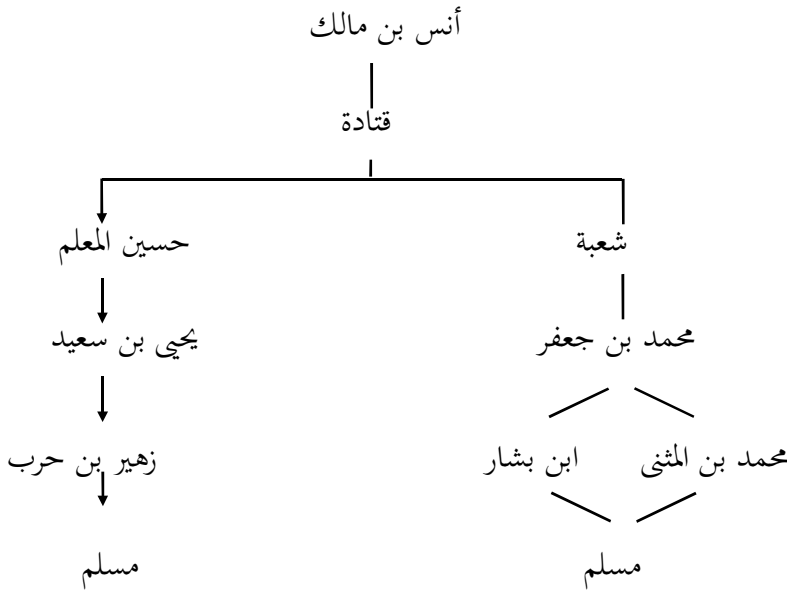 أنس بن مالك
قتادة
شعبة
حسين المعلم
محمد بن جعفر
يحيى بن سعيد
محمد بن المثنى
ابن بشار
زهير بن حرب
مسلم
مسلم